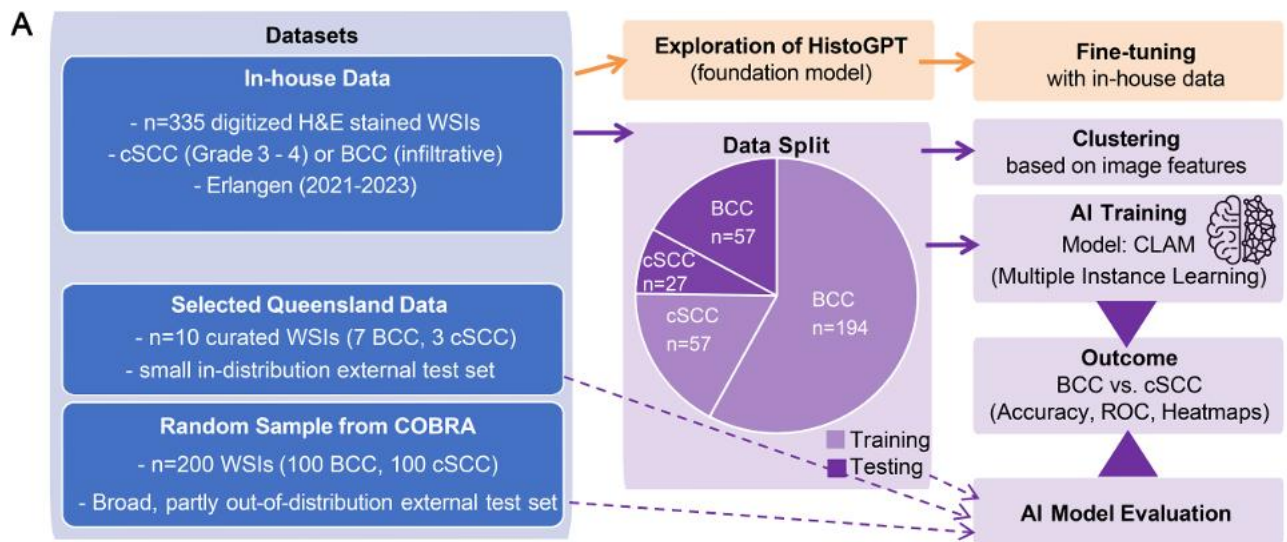 A
Datasets
In-house Data
- n=335 digitized H&E stained WSIs
- cSCC (Grade 3 - 4) or BCC (infiltrative)
- Erlangen (2021-2023)
Selected Queensland Data
- n=10 curated WSIs (7 BCC, 3 cSCC)
- small in-distribution external test set
Random Sample from COBRA
- n=200 WSIs (100 BCC, 100 cSCC)
- Broad, partly out-of-distribution external test set
Exploration of HistoGPT
(foundation model)
Fine-tuning
with in-house data
Data Split
BCC
n=57
cSCC
n=27
cSCC
n=57
BCC
n=194
Training
Testing
Clustering
based on image features
AI Training
Model: CLAM
(Multiple Instance Learning)
Outcome
BCC vs. cSCC
(Accuracy, ROC, Heatmaps)
AI Model Evaluation